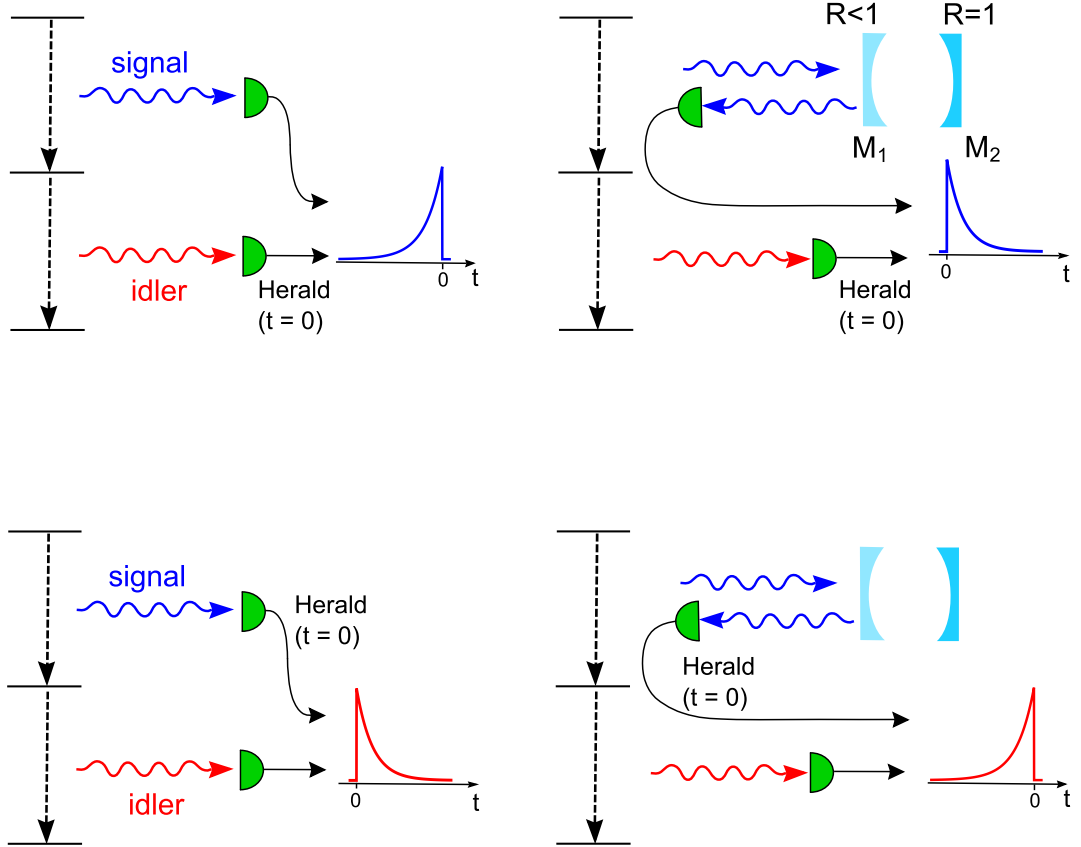 signal
idler
Herald
(t = 0)
0
t
R<1
R=1
M₁
M₂
Herald
(t = 0)
0
t
signal
Herald
(t = 0)
idler
0
t
Herald
(t = 0)
0
t